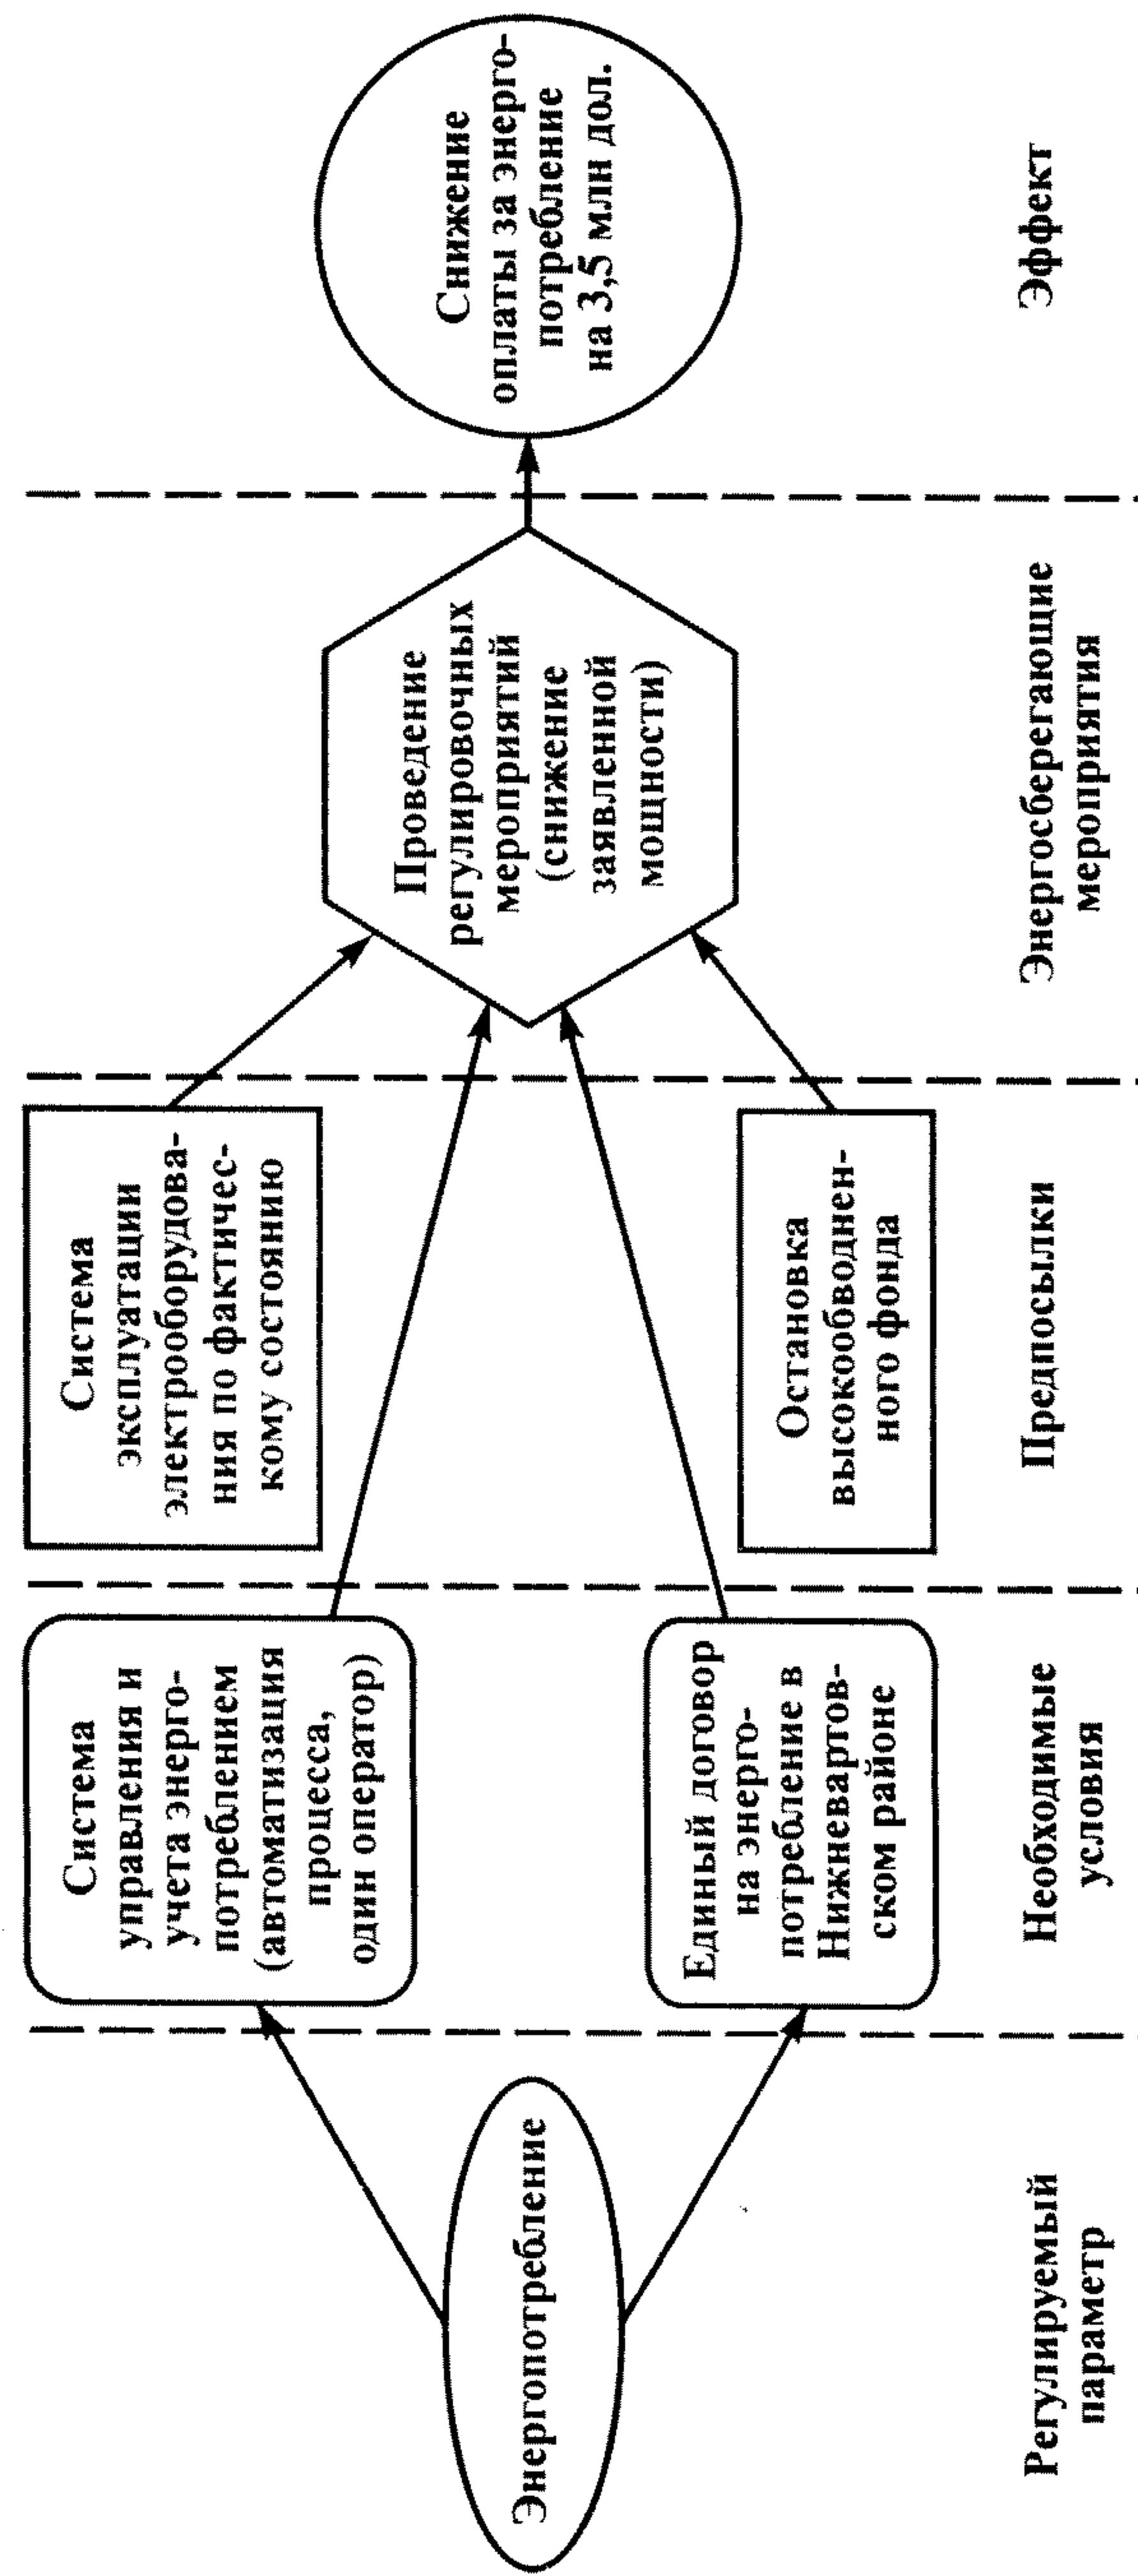 Энергопотребление
Система
управления и
учета энерго-
потреблением
(автоматизация
процесса,
один оператор)
Единый договор
на энерго-
потребление в
Нижневартов-
ском районе
Система
эксплуатации
электрооборудова-
ния по фактичес-
кому состоянию
Остановка
высокообводнен-
ного фонда
Проведение
регулировочных
мероприятий
(снижение
заявленной
мощности)
Снижение
оплаты за энерго-
потребление
на 3,5 млн дол.
Регулируемый
параметр
Необходимые
условия
Предпосылки
Энергосберегающие
мероприятия
Эффект